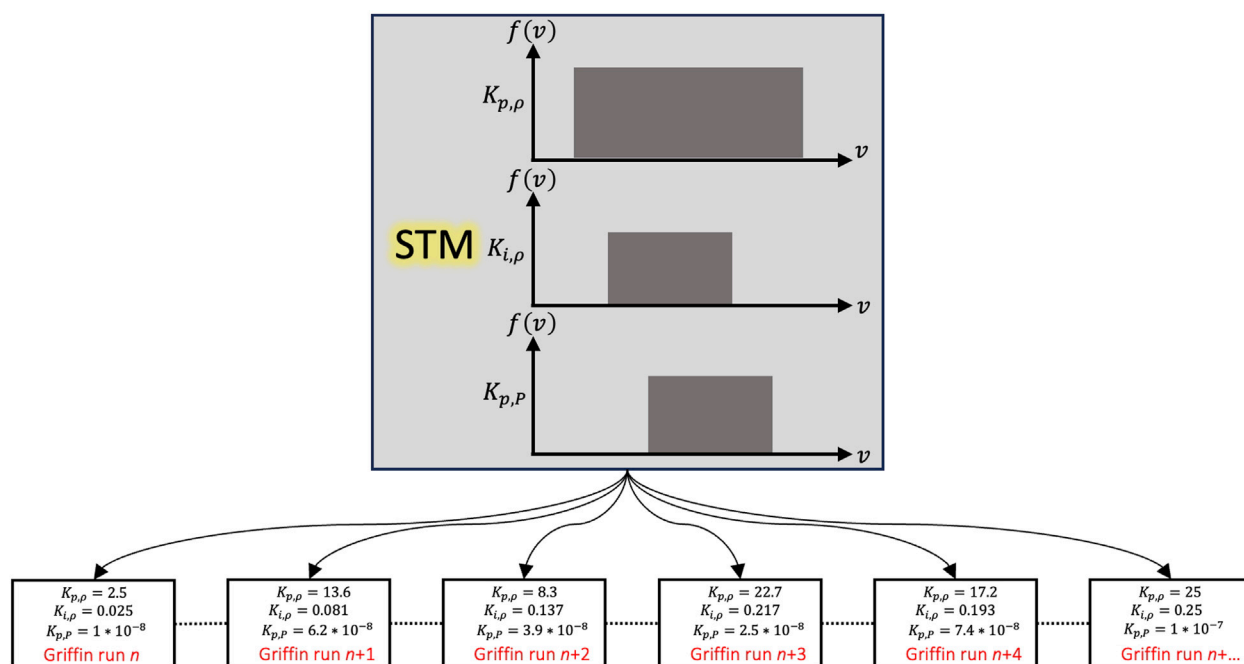 f(v)
K_{p,ρ}
v
f(v)
STM
K_{i,ρ}
v
f(v)
K_{p,P}
v
K_{p,ρ} = 2.5
K_{i,ρ} = 0.025
K_{p,P} = 1 * 10^{-8}
Griffin run n
K_{p,ρ} = 13.6
K_{i,ρ} = 0.081
K_{p,P} = 6.2 * 10^{-8}
Griffin run n+1
K_{p,ρ} = 8.3
K_{i,ρ} = 0.137
K_{p,P} = 3.9 * 10^{-8}
Griffin run n+2
K_{p,ρ} = 22.7
K_{i,ρ} = 0.217
K_{p,P} = 2.5 * 10^{-8}
Griffin run n+3
K_{p,ρ} = 17.2
K_{i,ρ} = 0.193
K_{p,P} = 7.4 * 10^{-8}
Griffin run n+4
K_{p,ρ} = 25
K_{i,ρ} = 0.25
K_{p,P} = 1 * 10^{-7}
Griffin run n+...